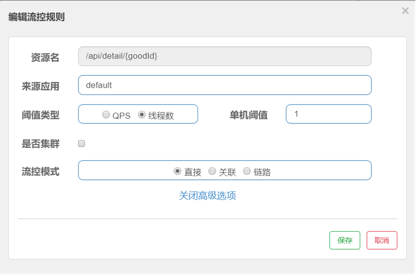 编辑流控规则
×
资源名 /api/detail/{goodId}
来源应用 default
阈值类型 QPS 线程数 单机阈值 1
是否集群
流控模式 直接 关联 链路
关闭高级选项
保存 取消